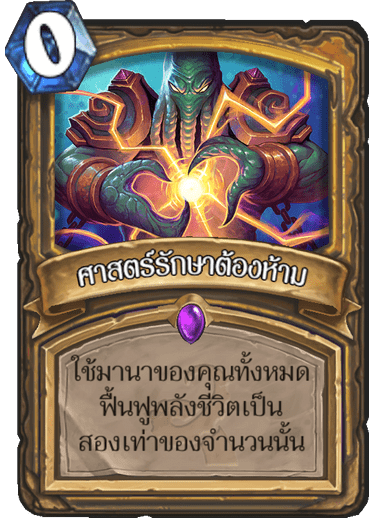 0
ศาสตร์รักษาต้องห้าม
ใช้มานาของคุณทั้งหมด
ฟื้นฟูพลังชีวิตเป็น
สองเท่าของจำนวนนั้น